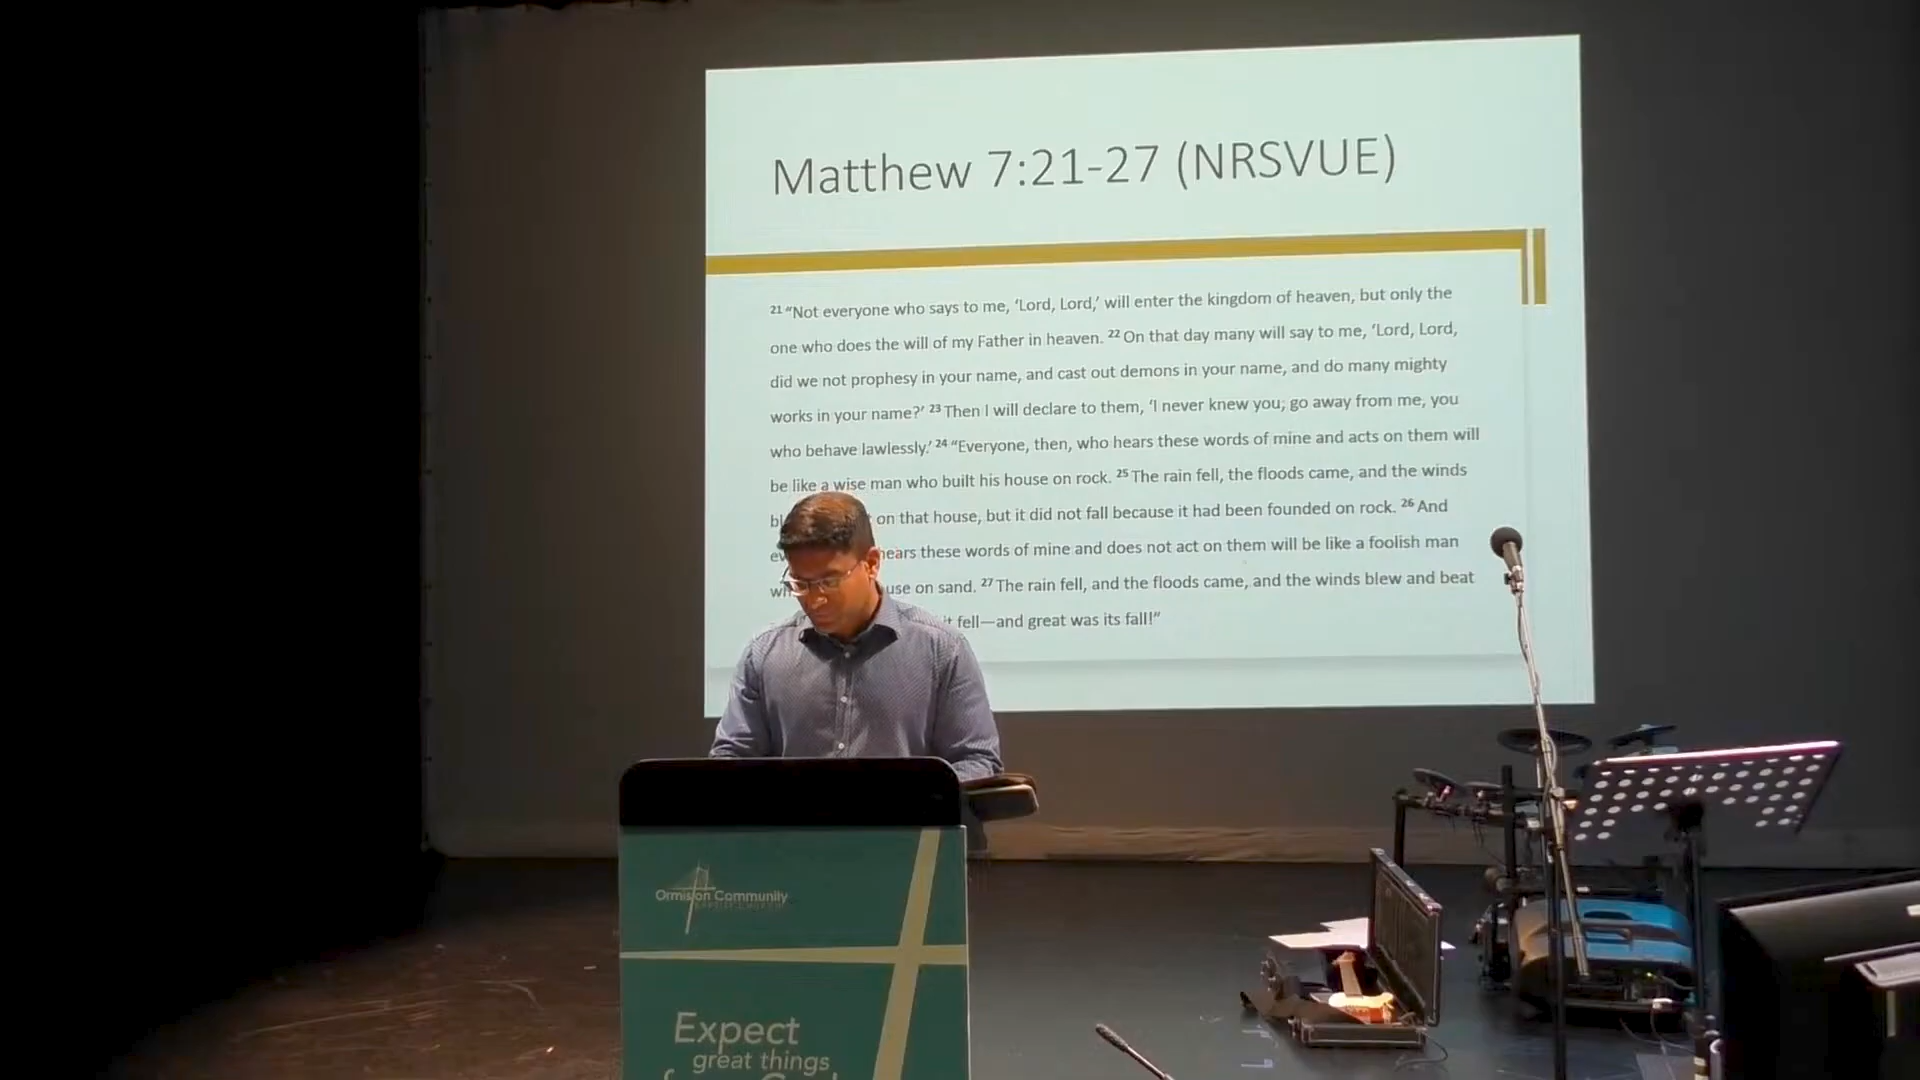 Matthew 7:21-27 (NRSVUE)
21 “Not everyone who says to me, ‘Lord, Lord,’ will enter the kingdom of heaven, but only the
one who does the will of my Father in heaven. 22 On that day many will say to me, ‘Lord, Lord,
did we not prophesy in your name, and cast out demons in your name, and do many mighty
works in your name?’ 23 Then I will declare to them, ‘I never knew you; go away from me, you
who behave lawlessly.’ 24 “Everyone, then, who hears these words of mine and acts on them will
be like a wise man who built his house on rock. 25 The rain fell, the floods came, and the winds
on that house, but it did not fall because it had been founded on rock. 26 And
hears these words of mine and does not act on them will be like a foolish man
on sand. 27 The rain fell, and the floods came, and the winds blew and beat
fell—and great was its fall!”
Ormiston Community
Expect
great things